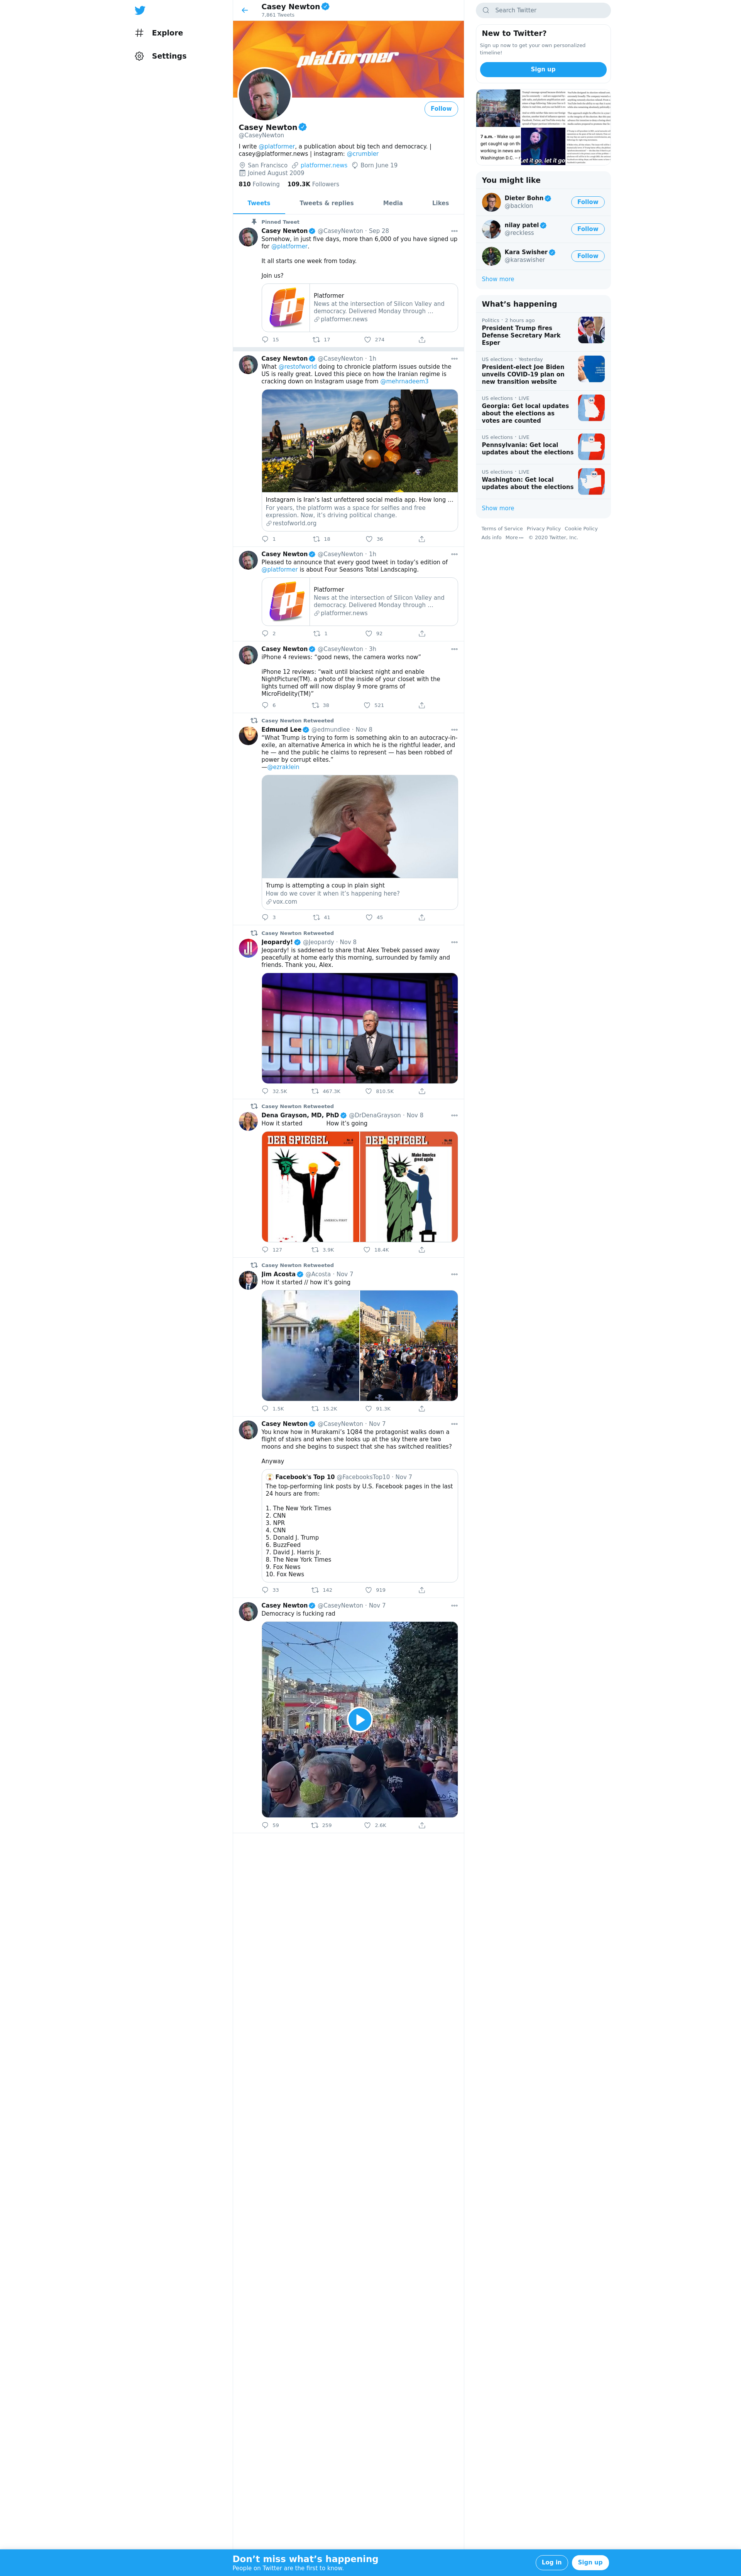 Explore
Settings
Casey Newton
7,861 Tweets
platformer
Follow
Casey Newton
@CaseyNewton
I write @platformer, a publication about big tech and democracy. |
casey@platformer.news | instagram: @crumbler
San Francisco platformer.news Born June 19
Joined August 2009
810 Following 109.3K Followers
Tweets Tweets & replies Media Likes
Pinned Tweet
Casey Newton @CaseyNewton · Sep 28
Somehow, in just five days, more than 6,000 of you have signed up
for @platformer.
It all starts one week from today.
Join us?
Platformer
News at the intersection of Silicon Valley and
democracy. Delivered Monday through …
platformer.news
15 17 274
Casey Newton @CaseyNewton · 1h
What @restofworld doing to chronicle platform issues outside the
US is really great. Loved this piece on how the Iranian regime is
cracking down on Instagram usage from @mehrnadeem3
Instagram is Iran’s last unfettered social media app. How long …
For years, the platform was a space for selfies and free
expression. Now, it’s driving political change.
restofworld.org
1 18 36
Casey Newton @CaseyNewton · 1h
Pleased to announce that every good tweet in today’s edition of
@platformer is about Four Seasons Total Landscaping.
Platformer
News at the intersection of Silicon Valley and
democracy. Delivered Monday through …
platformer.news
2 1 92
Casey Newton @CaseyNewton · 3h
iPhone 4 reviews: “good news, the camera works now”
iPhone 12 reviews: “wait until blackest night and enable
NightPicture(TM). a photo of the inside of your closet with the
lights turned off will now display 9 more grams of
MicroFidelity(TM)”
6 38 521
Casey Newton Retweeted
Edmund Lee @edmundlee · Nov 8
“What Trump is trying to form is something akin to an autocracy-in-
exile, an alternative America in which he is the rightful leader, and
he — and the public he claims to represent — has been robbed of
power by corrupt elites.”
—@ezraklein
Trump is attempting a coup in plain sight
How do we cover it when it’s happening here?
vox.com
3 41 45
Casey Newton Retweeted
Jeopardy! @Jeopardy · Nov 8
Jeopardy! is saddened to share that Alex Trebek passed away
peacefully at home early this morning, surrounded by family and
friends. Thank you, Alex.
JEOPARDY
32.5K 467.2K 810.5K
Casey Newton Retweeted
Dena Grayson, MD, PhD @DrDenaGrayson · Nov 8
How it started How it’s going
DER SPIEGEL DER SPIEGEL
Make America
great again
127 3.9K 18.4K
Casey Newton Retweeted
Jim Acosta @Acosta · Nov 7
How it started // how it’s going
1.5K 15.2K 91.3K
Casey Newton @CaseyNewton · Nov 7
You know how in Murakami’s 1Q84 the protagonist walks down a
flight of stairs and when she looks up at the sky there are two
moons and she begins to suspect that she has switched realities?
Anyway
Facebook's Top 10 @FacebooksTop10 · Nov 7
The top-performing link posts by U.S. Facebook pages in the last
24 hours are from:
1. The New York Times
2. CNN
3. NPR
4. CNN
5. Donald J. Trump
6. BuzzFeed
7. David J. Harris Jr.
8. The New York Times
9. Fox News
10. Fox News
33 142 919
Casey Newton @CaseyNewton · Nov 7
Democracy is fucking rad
59 259 2.6K
Search Twitter
New to Twitter?
Sign up now to get your own personalized
timeline!
Sign up
7 a.m. - Wake up an
get caught up on th
working in news an
Washington D.C. –
Let it go. let it go
You might like
Dieter Bohn
@backlon
Follow
nilay patel
@reckless
Follow
Kara Swisher
@karaswisher
Follow
Show more
What’s happening
Politics · 2 hours ago
President Trump fires
Defense Secretary Mark
Esper
US elections · Yesterday
President-elect Joe Biden
unveils COVID-19 plan on
new transition website
US elections · LIVE
Georgia: Get local updates
about the elections as
votes are counted
US elections · LIVE
Pennsylvania: Get local
updates about the elections
US elections · LIVE
Washington: Get local
updates about the elections
Show more
Terms of Service Privacy Policy Cookie Policy
Ads info More © 2020 Twitter, Inc.
Don’t miss what’s happening
People on Twitter are the first to know.
Log in
Sign up